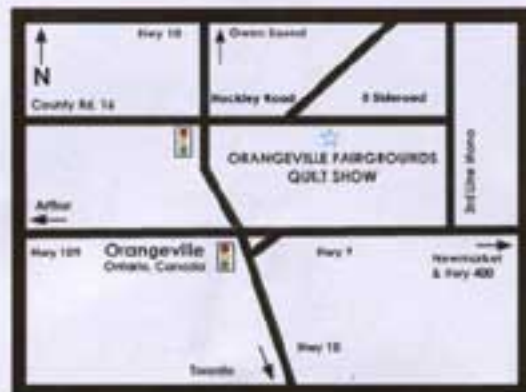 Hwy 10
Owen Sound
N
County Rd. 16
Hockley Road
5 Sideroad
ORANGEVILLE FAIRGROUNDS
QUILT SHOW
3rd Line Mono
Arthur
Hwy 109
Orangeville
Ontario, Canada
Hwy 9
Newmarket
& Hwy 400
Hwy 10
Toronto